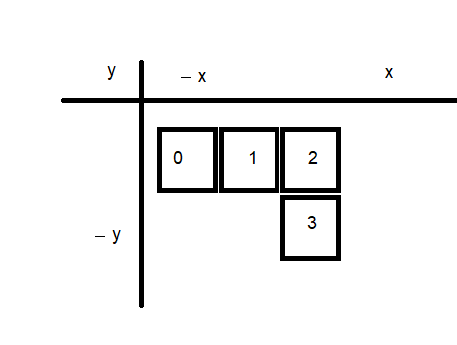 y – x x
0 1 2
3
– y